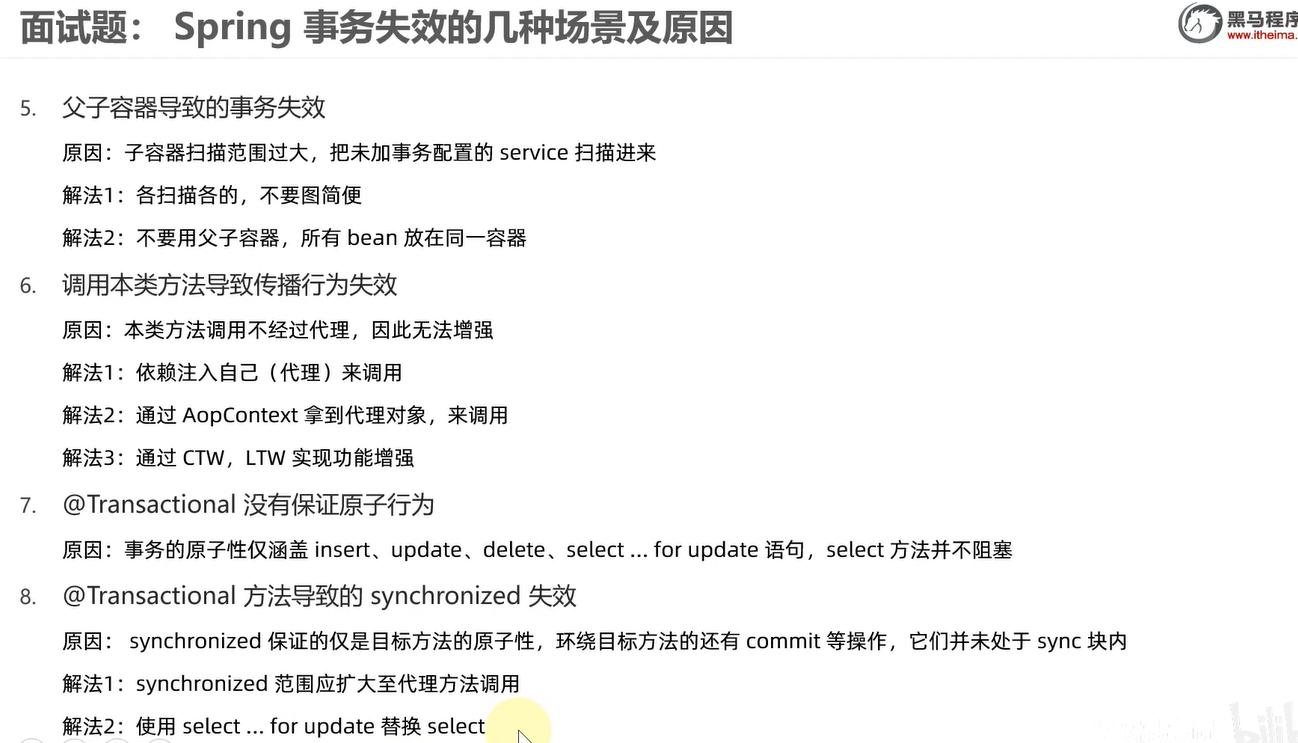 面试题： Spring 事务失效的几种场景及原因
黑马程序
www.itheima.
5. 父子容器导致的事务失效
原因：子容器扫描范围过大，把未加事务配置的 service 扫描进来
解法1：各扫描各的，不要图简便
解法2：不要用父子容器，所有 bean 放在同一容器
6. 调用本类方法导致传播行为失效
原因：本类方法调用不经过代理，因此无法增强
解法1：依赖注入自己（代理）来调用
解法2：通过 AopContext 拿到代理对象，来调用
解法3：通过 CTW，LTW 实现功能增强
7. @Transactional 没有保证原子行为
原因：事务的原子性仅涵盖 insert、update、delete、select … for update 语句，select 方法并不阻塞
8. @Transactional 方法导致的 synchronized 失效
原因： synchronized 保证的仅是目标方法的原子性，环绕目标方法的还有 commit 等操作，它们并未处于 sync 块内
解法1：synchronized 范围应扩大至代理方法调用
解法2：使用 select … for update 替换 select
bili